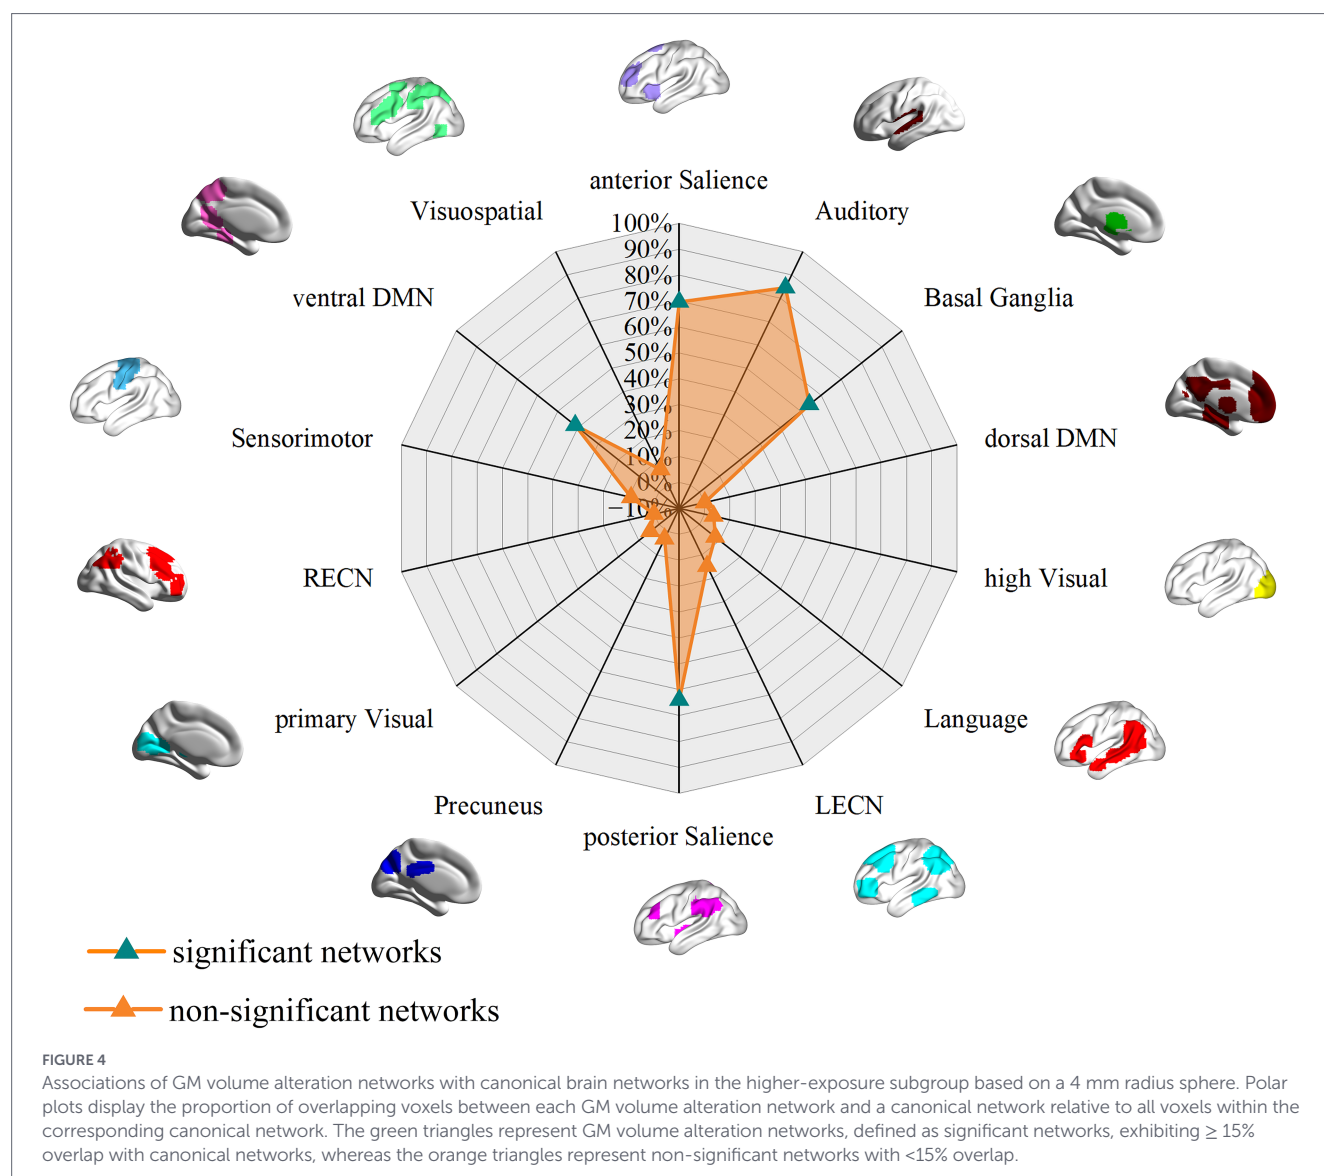 anterior Salience
Visuospatial
Auditory
100%
90%
80%
70%
60%
50%
40%
30%
20%
10%
0%
−10%
ventral DMN
Basal Ganglia
Sensorimotor
dorsal DMN
RECN
high Visual
primary Visual
Language
Precuneus
LECN
posterior Salience
significant networks
non-significant networks
FIGURE 4
Associations of GM volume alteration networks with canonical brain networks in the higher-exposure subgroup based on a 4 mm radius sphere. Polar
plots display the proportion of overlapping voxels between each GM volume alteration network and a canonical network relative to all voxels within the
corresponding canonical network. The green triangles represent GM volume alteration networks, defined as significant networks, exhibiting ≥ 15%
overlap with canonical networks, whereas the orange triangles represent non-significant networks with <15% overlap.